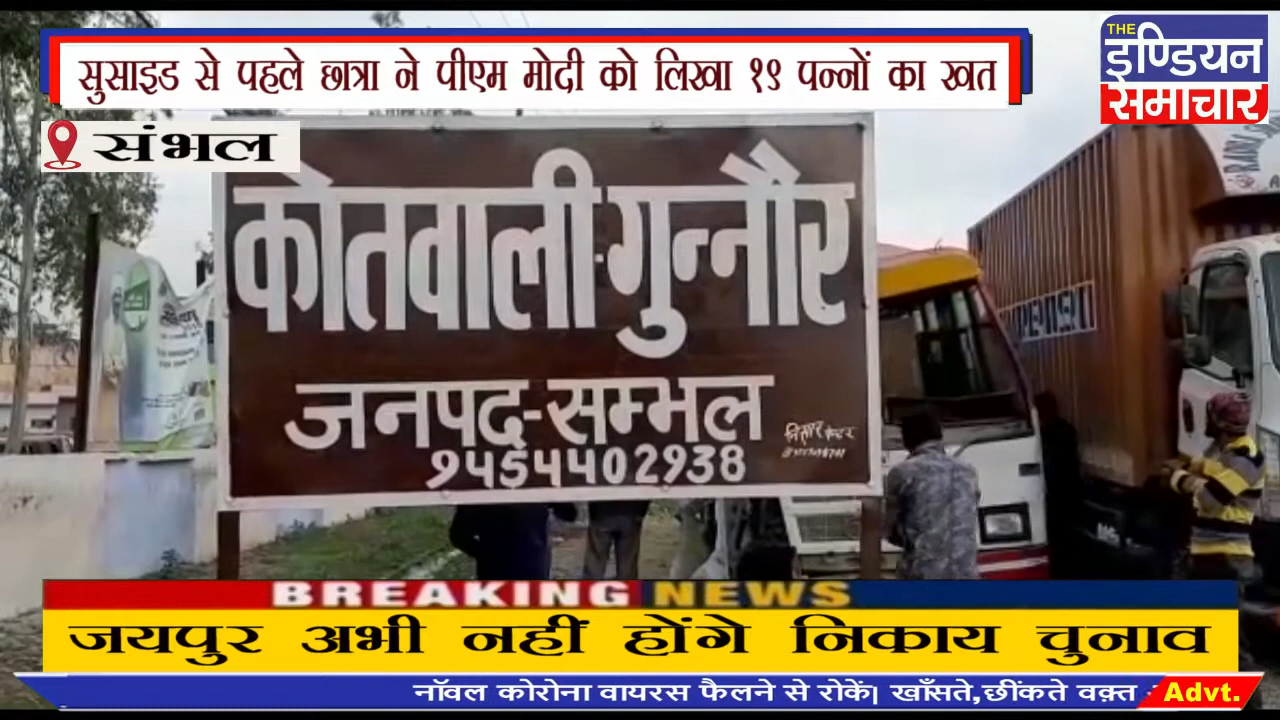 सुसाइड से पहले छात्रा ने पीएम मोदी को लिखा १९ पन्नों का खत
THE
इण्डियन
समाचार
संभल
कोतवाली-गुन्नौर
जनपद-सम्भल
9454402938
BREAKING NEWS
जयपुर अभी नहीं होंगे निकाय चुनाव
नॉवल कोरोना वायरस फैलने से रोकें| खाँसते,छींकते वक़्त
Advt.